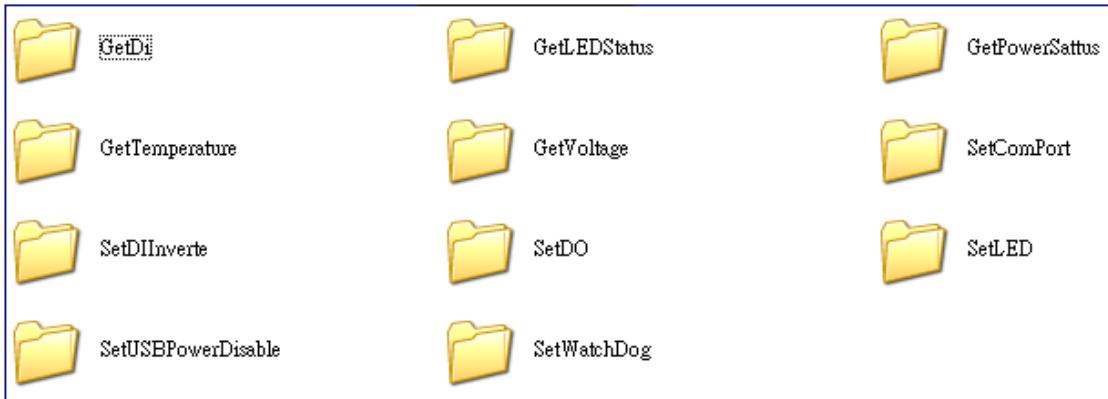 GetDi
GetLEDStatus
GetPowerSattus
GetTemperature
GetVoltage
SetComPort
SetDIInverte
SetDO
SetLED
SetUSBPowerDisable
SetWatchDog